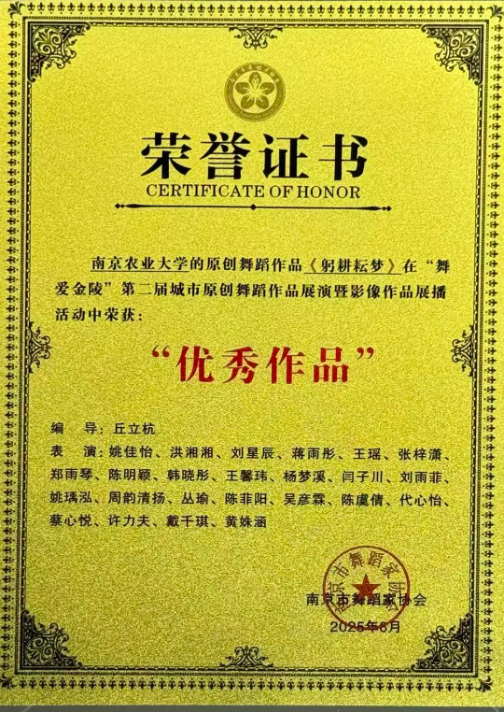 荣誉证书
CERTIFICATE OF HONOR
南京农业大学的原创舞蹈作品《躬耕耘梦》在“舞
爱金陵”第二届城市原创舞蹈作品展演暨影像作品展播
活动中荣获：
“优秀作品”
编 导：丘立杭
表 演：姚佳怡、洪湘湘、刘星辰、蒋雨彤、王瑶、张梓潇、
郑雨琴、陈明颖、韩晓彤、王馨玮、杨梦溪、闫子川、刘雨菲、
姚瑀泓、周韵清扬、丛瑜、陈菲阳、吴彦霖、陈虞倩、代心怡、
蔡心悦、许力夫、戴千琪、黄姝涵
南京市舞蹈家协会
2025年6月